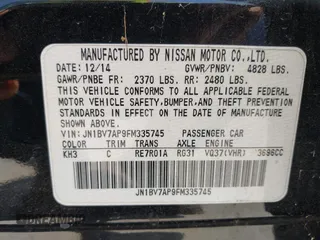 MANUFACTURED BY NISSAN MOTOR CO.,LTD.
DATE: 12/14 GVWR/PNBV: 4828 LBS.
GAWR/PNBE FR: 2370 LBS. RR: 2480 LBS.
THIS VEHICLE CONFORMS TO ALL APPLICABLE FEDERAL
MOTOR VEHICLE SAFETY,BUMPER,AND THEFT PREVENTION
STANDARDS IN EFFECT ON THE DATE OF MANUFACTURE
SHOWN ABOVE.
VIN: JN1BV7AP9FM335745 PASSENGER CAR
COLOR TRIM TRANS AXLE ENGINE
KH3 C RE7R01A RG31 VQ37(VHR) 3696CC
JN1BV7AP9FM335745